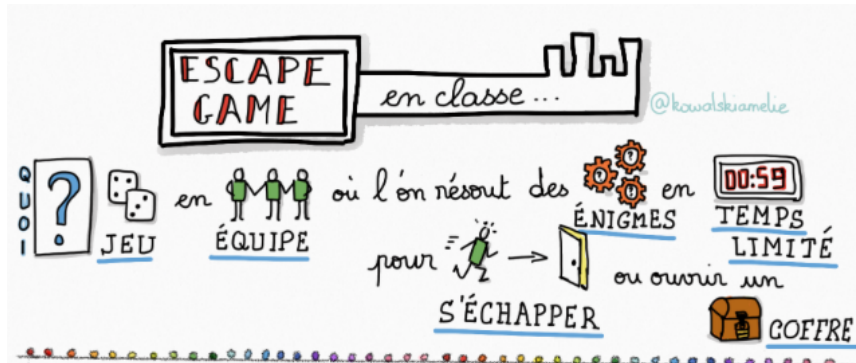 ESCAPE
GAME
en classe...
@kowalskiamelie
QUOI
?
JEU
en
ÉQUIPE
où l'on résout des
? ? ?
ÉNIGMES
en
00:59
TEMPS
LIMITÉ
pour
S'ÉCHAPPER
ou ouvrir un
COFFRE